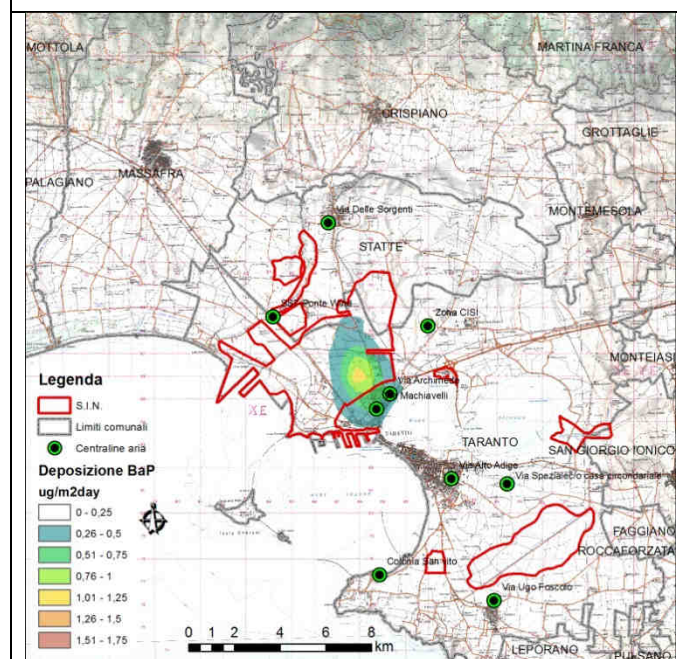 MOTTOLA
MARTINA FRANCA
CRISPIANO
GROTTAGLIE
MASSAFRA
PALAGIANO
MONTEMESOLA
Via Delle Sorgenti
STATTE
SS7 Ponte Wind
Zona CISI
MONTEIASI
Via Archimede
Machiavelli
TARANTO
SAN GIORGIO IONICO
Via Alto Adige
Via Speziale c/o casa circondariale
FAGGIANO
ROCCAFORZATA
Colonia San Vito
Via Ugo Foscolo
LEPORANO
PULSANO
Legenda
S.I.N.
Limiti comunali
Centraline aria
Deposizione BaP
ug/m2day
0 - 0,25
0,26 - 0,5
0,51 - 0,75
0,76 - 1
1,01 - 1,25
1,26 - 1,5
1,51 - 1,75
0 1 2 4 6 8
km